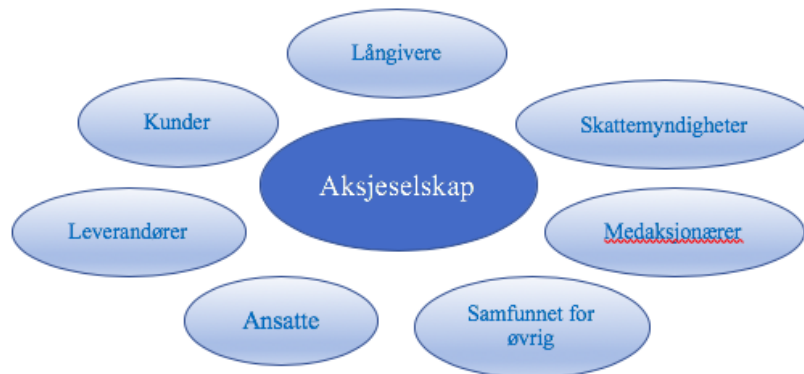 Långivere
Kunder
Skattemyndigheter
Aksjeselskap
Leverandører
Medaksjonærer
Ansatte
Samfunnet for
øvrig